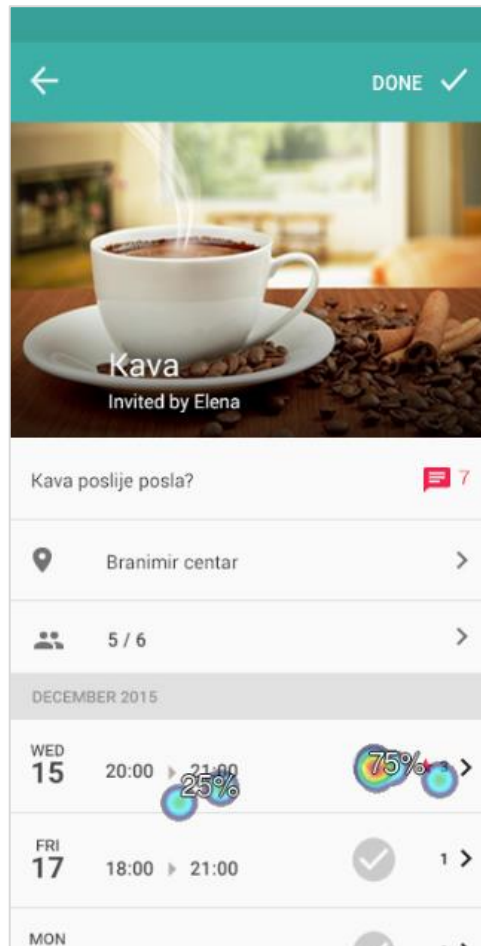 DONE
Kava
Invited by Elena
Kava poslije posla?
7
Branimir centar
5 / 6
DECEMBER 2015
WED
15
20:00 21:00
25%
75%
3
FRI
17
18:00 21:00
1
MON